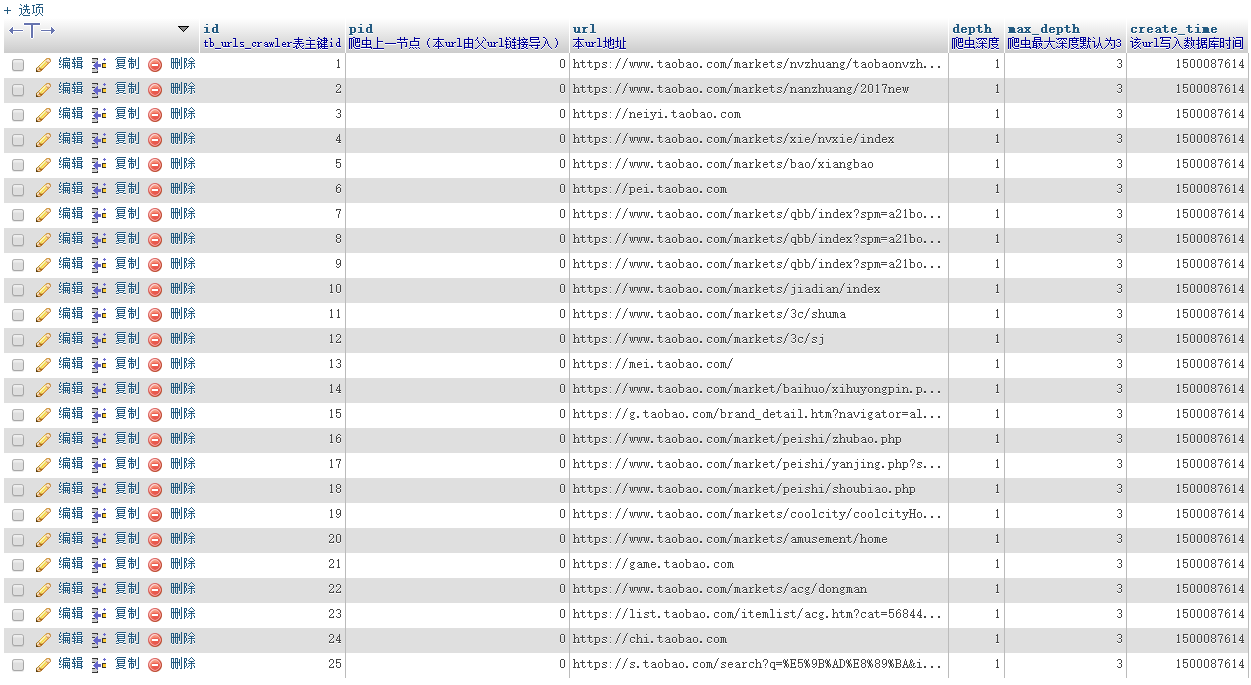 + 选项
←T→ id pid url depth max_depth create_time
tb_urls_crawler表主键id 爬虫上一节点（本url由父url链接导入） 本url地址 爬虫深度 爬虫最大深度默认为3 该url写入数据库时间
编辑 复制 删除 1 0 https://www.taobao.com/markets/nvzhuang/taobaonvzh... 1 3 1500087614
编辑 复制 删除 2 0 https://www.taobao.com/markets/nanzhuang/2017new 1 3 1500087614
编辑 复制 删除 3 0 https://neiyi.taobao.com 1 3 1500087614
编辑 复制 删除 4 0 https://www.taobao.com/markets/xie/nvxie/index 1 3 1500087614
编辑 复制 删除 5 0 https://www.taobao.com/markets/bao/xiangbao 1 3 1500087614
编辑 复制 删除 6 0 https://pei.taobao.com 1 3 1500087614
编辑 复制 删除 7 0 https://www.taobao.com/markets/qbb/index?spm=a21bo... 1 3 1500087614
编辑 复制 删除 8 0 https://www.taobao.com/markets/qbb/index?spm=a21bo... 1 3 1500087614
编辑 复制 删除 9 0 https://www.taobao.com/markets/qbb/index?spm=a21bo... 1 3 1500087614
编辑 复制 删除 10 0 https://www.taobao.com/markets/jiadian/index 1 3 1500087614
编辑 复制 删除 11 0 https://www.taobao.com/markets/3c/shuma 1 3 1500087614
编辑 复制 删除 12 0 https://www.taobao.com/markets/3c/sj 1 3 1500087614
编辑 复制 删除 13 0 https://mei.taobao.com/ 1 3 1500087614
编辑 复制 删除 14 0 https://www.taobao.com/market/baihuo/xihuyongpin.p... 1 3 1500087614
编辑 复制 删除 15 0 https://g.taobao.com/brand_detail.htm?navigator=al... 1 3 1500087614
编辑 复制 删除 16 0 https://www.taobao.com/market/peishi/zhubao.php 1 3 1500087614
编辑 复制 删除 17 0 https://www.taobao.com/market/peishi/yanjing.php?s... 1 3 1500087614
编辑 复制 删除 18 0 https://www.taobao.com/market/peishi/shoubiao.php 1 3 1500087614
编辑 复制 删除 19 0 https://www.taobao.com/markets/coolcity/coolcityHo... 1 3 1500087614
编辑 复制 删除 20 0 https://www.taobao.com/markets/amusement/home 1 3 1500087614
编辑 复制 删除 21 0 https://game.taobao.com 1 3 1500087614
编辑 复制 删除 22 0 https://www.taobao.com/markets/acg/dongman 1 3 1500087614
编辑 复制 删除 23 0 https://list.taobao.com/itemlist/acg.htm?cat=56844... 1 3 1500087614
编辑 复制 删除 24 0 https://chi.taobao.com 1 3 1500087614
编辑 复制 删除 25 0 https://s.taobao.com/search?q=%E5%9B%AD%E8%89%BA&i... 1 3 1500087614